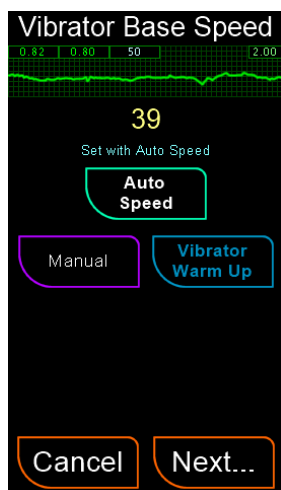 Vibrator Base Speed
0.82 0.80 50 2.00
39
Set with Auto Speed
Auto
Speed
Manual
Vibrator
Warm Up
Cancel Next...